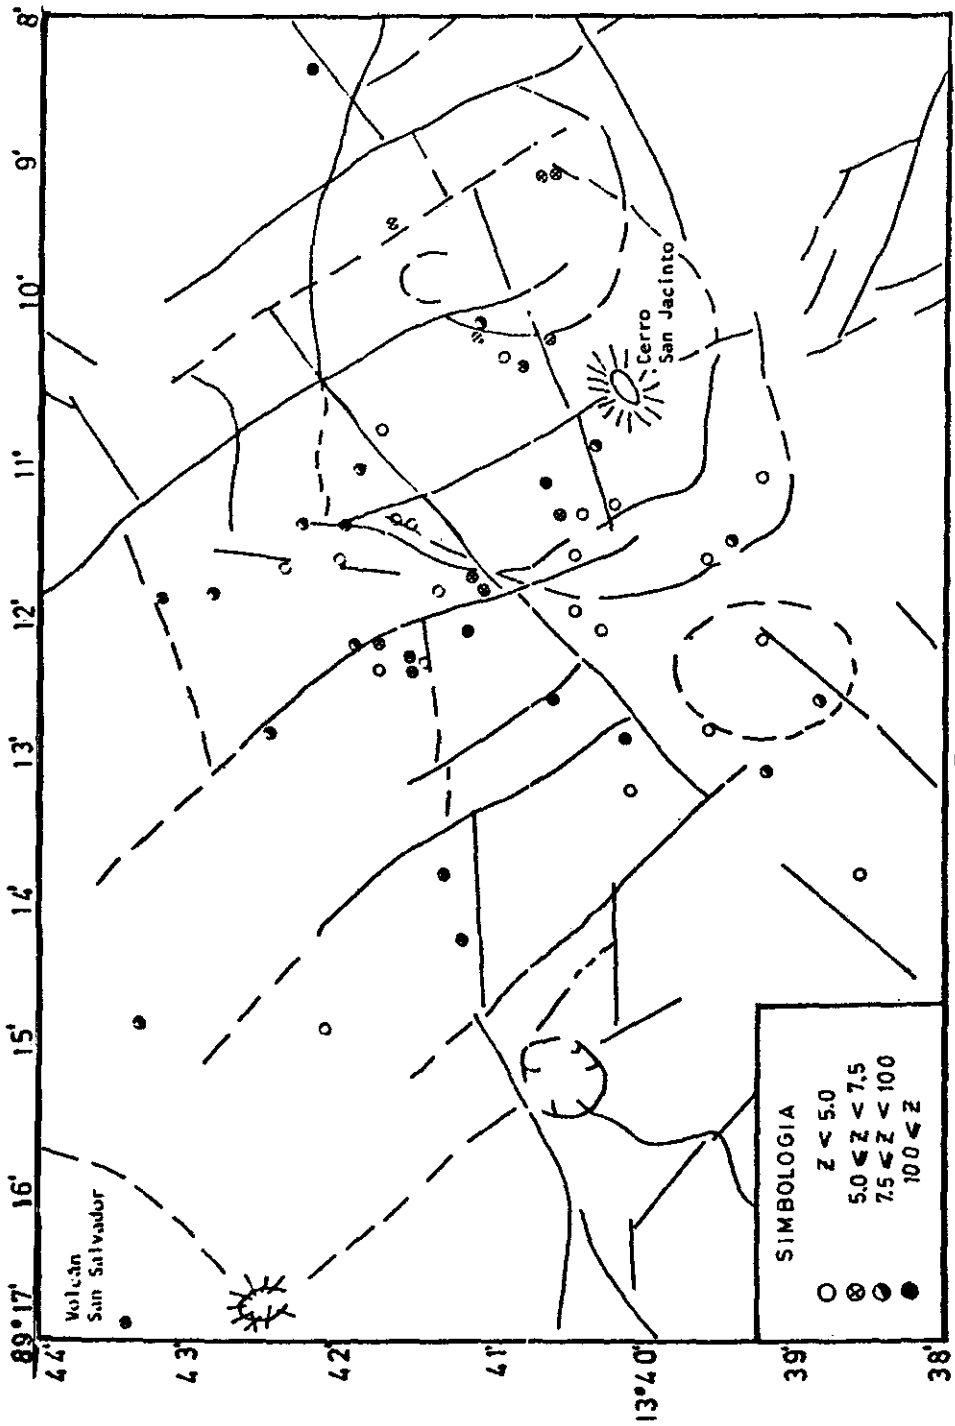 89°17'
16'
15'
14'
13'
12'
11'
10'
9'
8'
44'
43'
42'
41'
13°40'
39'
38'
Volcán
San Salvador
Cerro
San Jacinto
SIMBOLOGIA
Z < 5.0
5.0 ⩽ Z < 7.5
7.5 ⩽ Z < 10.0
10.0 ⩽ Z